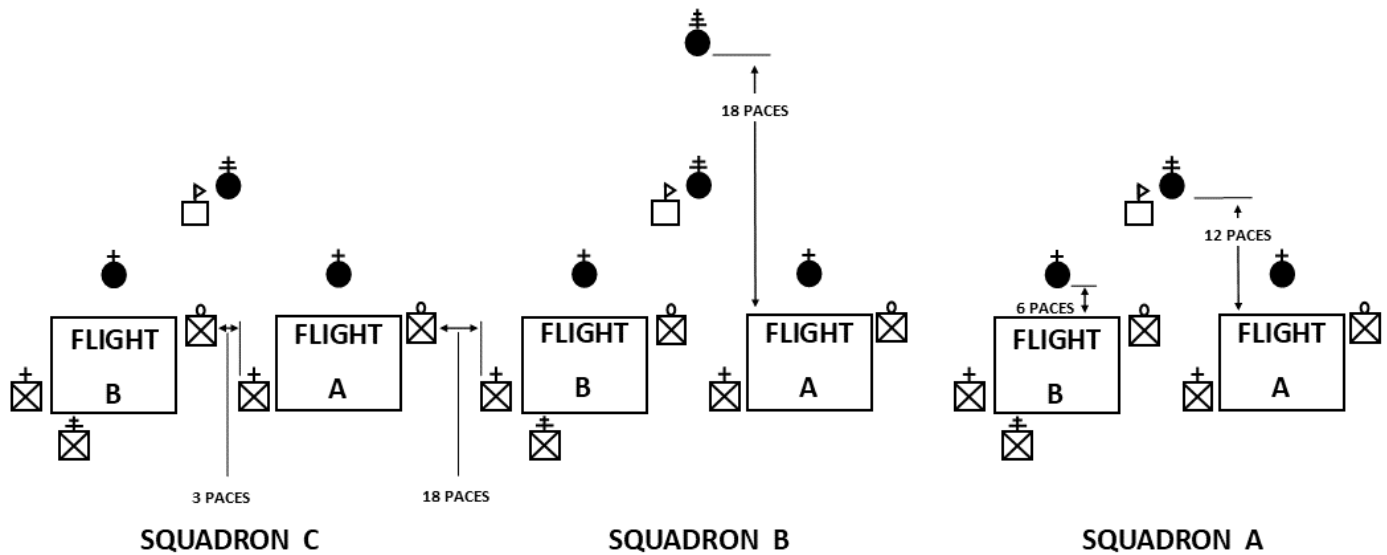 18 PACES
12 PACES
6 PACES
FLIGHT
B
FLIGHT
A
FLIGHT
B
FLIGHT
A
FLIGHT
B
FLIGHT
A
3 PACES
18 PACES
SQUADRON C
SQUADRON B
SQUADRON A